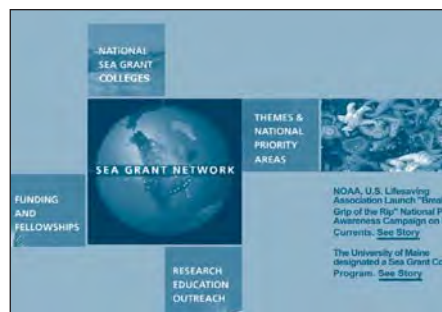 NATIONAL
SEA GRANT
COLLEGES
THEMES &
NATIONAL
PRIORITY
AREAS
SEA GRANT NETWORK
FUNDING
AND
FELLOWSHIPS
RESEARCH
EDUCATION
OUTREACH
NOAA, U.S. Lifesaving
Association Launch "Brea
Grip of the Rip" National P
Awareness Campaign on
Currents. See Story
The University of Maine
designated a Sea Grant Co
Program. See Story